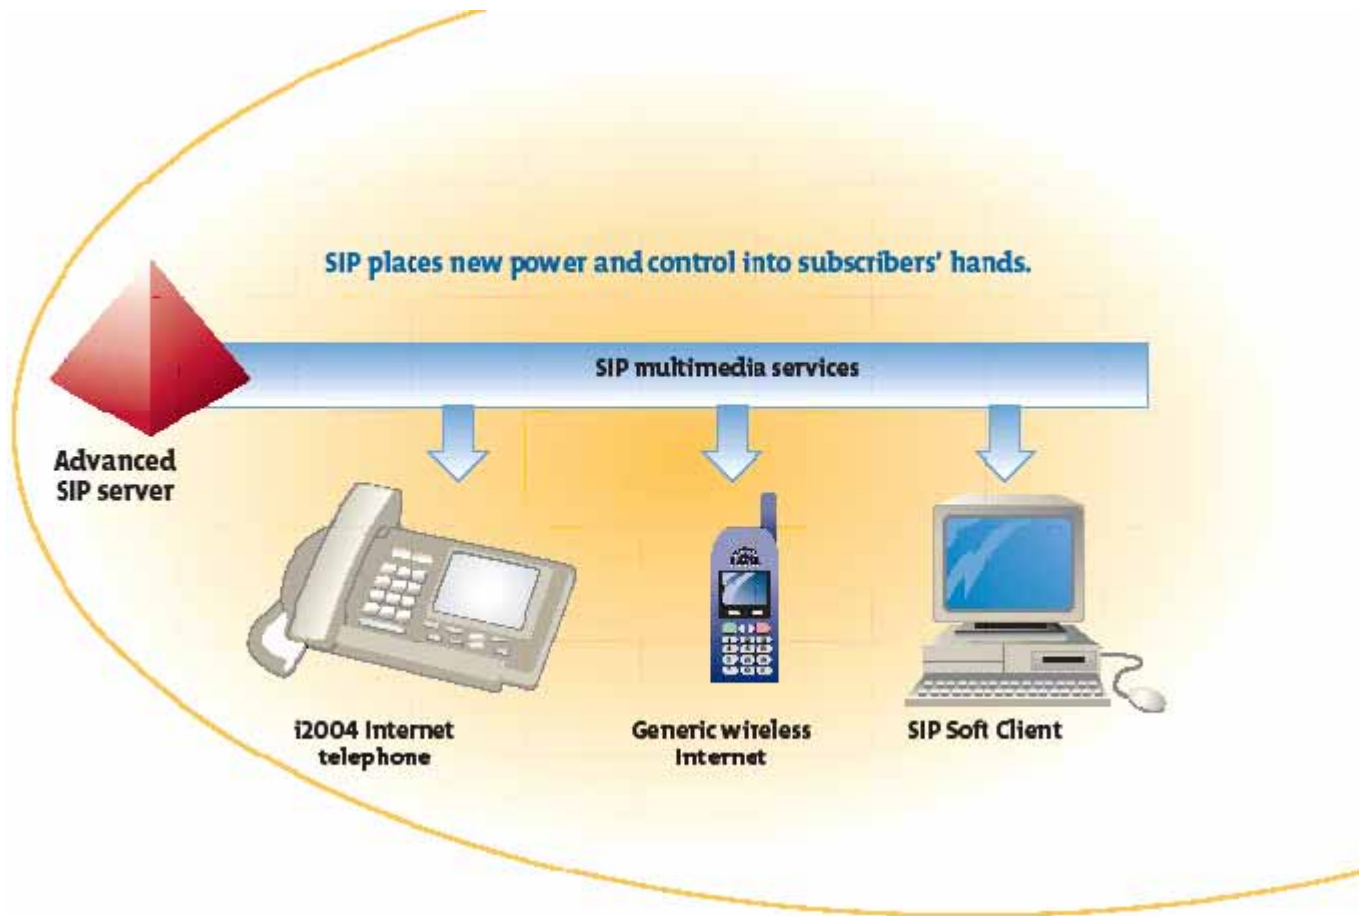 SIP places new power and control into subscribers' hands.
SIP multimedia services
Advanced
SIP server
i2004 Internet
telephone
Generic wireless
Internet
SIP Soft Client